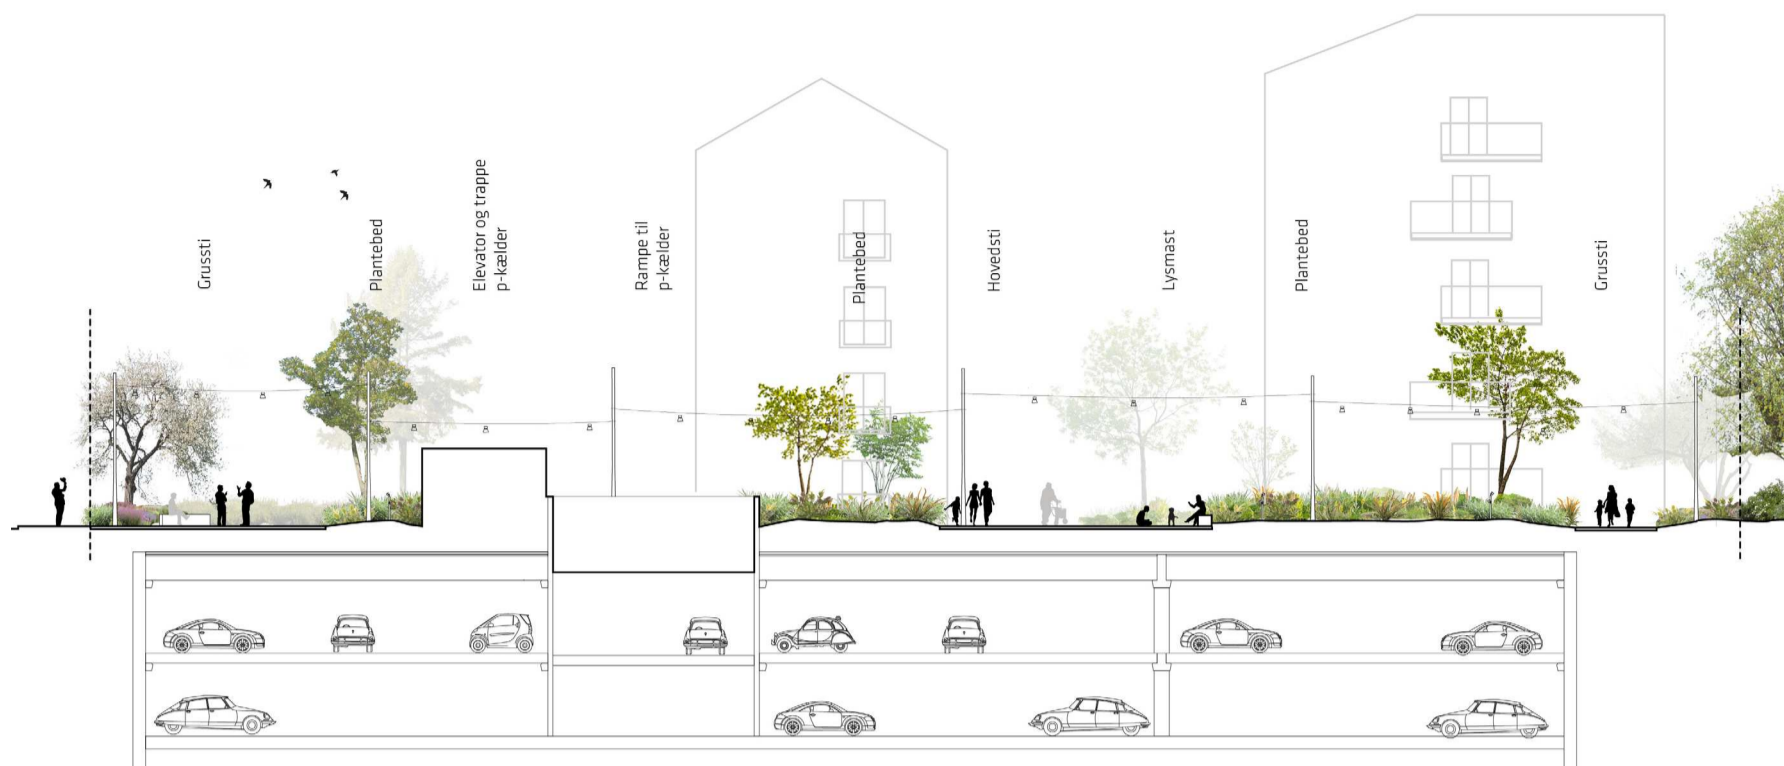 Grussti
Plantebed
Elevator og trappe
p-kælder
Rampe til
p-kælder
Plantebed
Hovedsti
Lysmast
Plantebed
Grussti